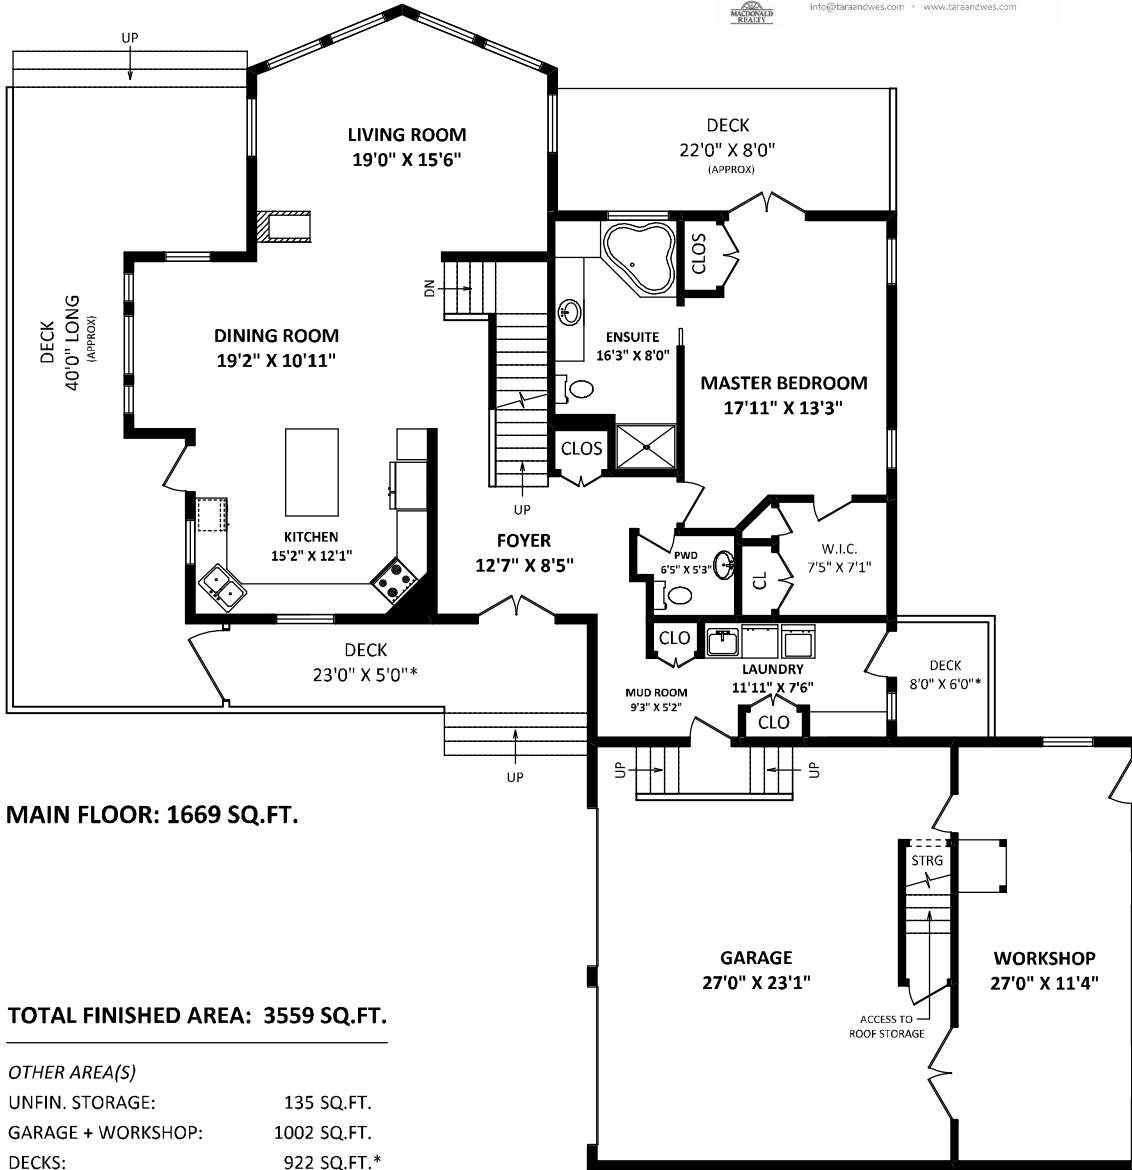 MACDONALD
REALTY
info@taraandwes.com • www.taraandwes.com
UP
LIVING ROOM
19'0" X 15'6"
DECK
22'0" X 8'0"
(APPROX)
CLOS
DN
DECK
40'0" LONG
(APPROX)
DINING ROOM
19'2" X 10'11"
ENSUITE
16'3" X 8'0"
MASTER BEDROOM
17'11" X 13'3"
CLOS
UP
KITCHEN
15'2" X 12'1"
FOYER
12'7" X 8'5"
PWD
6'5" X 5'3"
CL
W.I.C.
7'5" X 7'1"
DECK
23'0" X 5'0"*
CLO
LAUNDRY
11'11" X 7'6"
DECK
8'0" X 6'0"*
MUD ROOM
9'3" X 5'2"
CLO
UP
UP
UP
MAIN FLOOR: 1669 SQ.FT.
STRG
GARAGE
27'0" X 23'1"
WORKSHOP
27'0" X 11'4"
ACCESS TO
ROOF STORAGE
TOTAL FINISHED AREA: 3559 SQ.FT.
OTHER AREA(S)
UNFIN. STORAGE: 135 SQ.FT.
GARAGE + WORKSHOP: 1002 SQ.FT.
DECKS: 922 SQ.FT.*